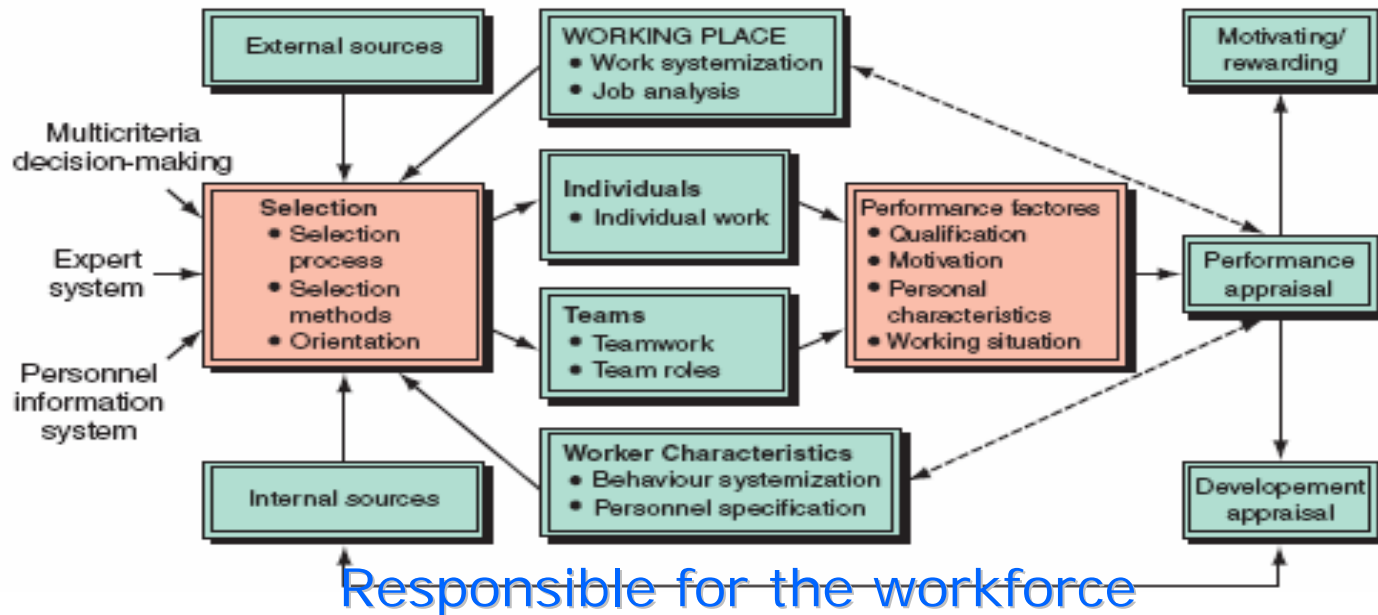 External sources
WORKING PLACE
• Work systemization
• Job analysis
Motivating/
rewarding
Multicriteria
decision-making
Expert
system
Personnel
information
system
Selection
• Selection
process
• Selection
methods
• Orientation
Individuals
• Individual work
Teams
• Teamwork
• Team roles
Performance factores
• Qualification
• Motivation
• Personal
characteristics
• Working situation
Performance
appraisal
Internal sources
Worker Characteristics
• Behaviour systemization
• Personnel specification
Developement
appraisal
Responsible for the workforce